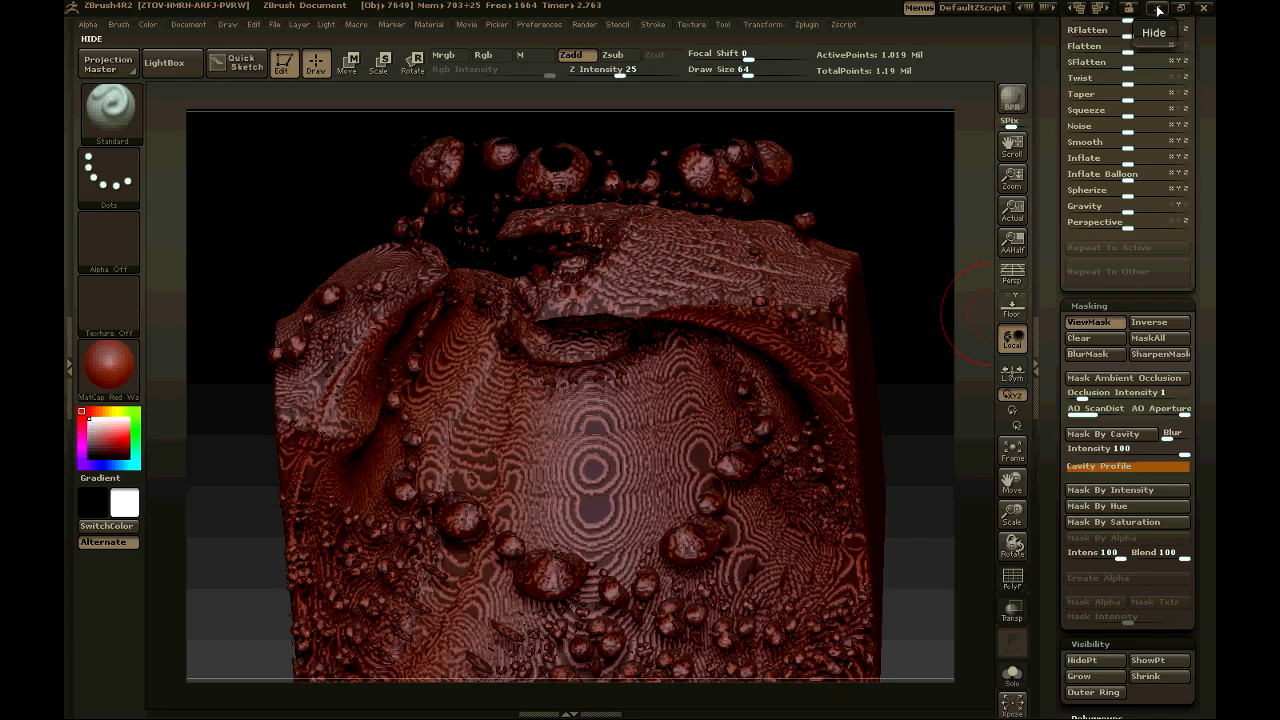 ZBrush4R2 [ZTOV-HMRH-ARFJ-PVRW] ZBrush Document [Obj▸7649] Mem▸703+25 Free▸1664 Timer▸2.763
Menus DefaultZScript
Alpha Brush Color Document Draw Edit File Layer Light Macro Marker Material Movie Picker Preferences Render Stencil Stroke Texture Tool Transform Zplugin Zscript
HIDE
Hide
Projection Master
LightBox
Quick Sketch
Edit Draw Move Scale Rotate
Mrgb Rgb M
Rgb Intensity
Zadd Zsub Zcut
Z Intensity 25
Focal Shift 0
Draw Size 64
ActivePoints: 1.019 Mil
TotalPoints: 1.19 Mil
Standard
Dots
Alpha Off
Texture Off
MatCap Red Wa
Gradient
SwitchColor
Alternate
BPR
SPix
Scroll
Zoom
Actual
AAHalf
Persp
Floor
Local
L.Sym
XYZ
Frame
Move
Scale
Rotate
PolyF
Transp
Solo
Xpose
RFlatten
Flatten
SFlatten
Twist
Taper
Squeeze
Noise
Smooth
Inflate
Inflate Balloon
Spherize
Gravity
Perspective
Repeat To Active
Repeat To Other
Masking
ViewMask Inverse
Clear MaskAll
BlurMask SharpenMask
Mask Ambient Occlusion
Occlusion Intensity 1
AO ScanDist AO Aperture
Mask By Cavity Blur
Intensity 100
Cavity Profile
Mask By Intensity
Mask By Hue
Mask By Saturation
Mask By Alpha
Intens 100 Blend 100
Create Alpha
Mask Alpha Mask Txtr
Mask Intensity
Visibility
HidePt ShowPt
Grow Shrink
Outer Ring
Polygroups